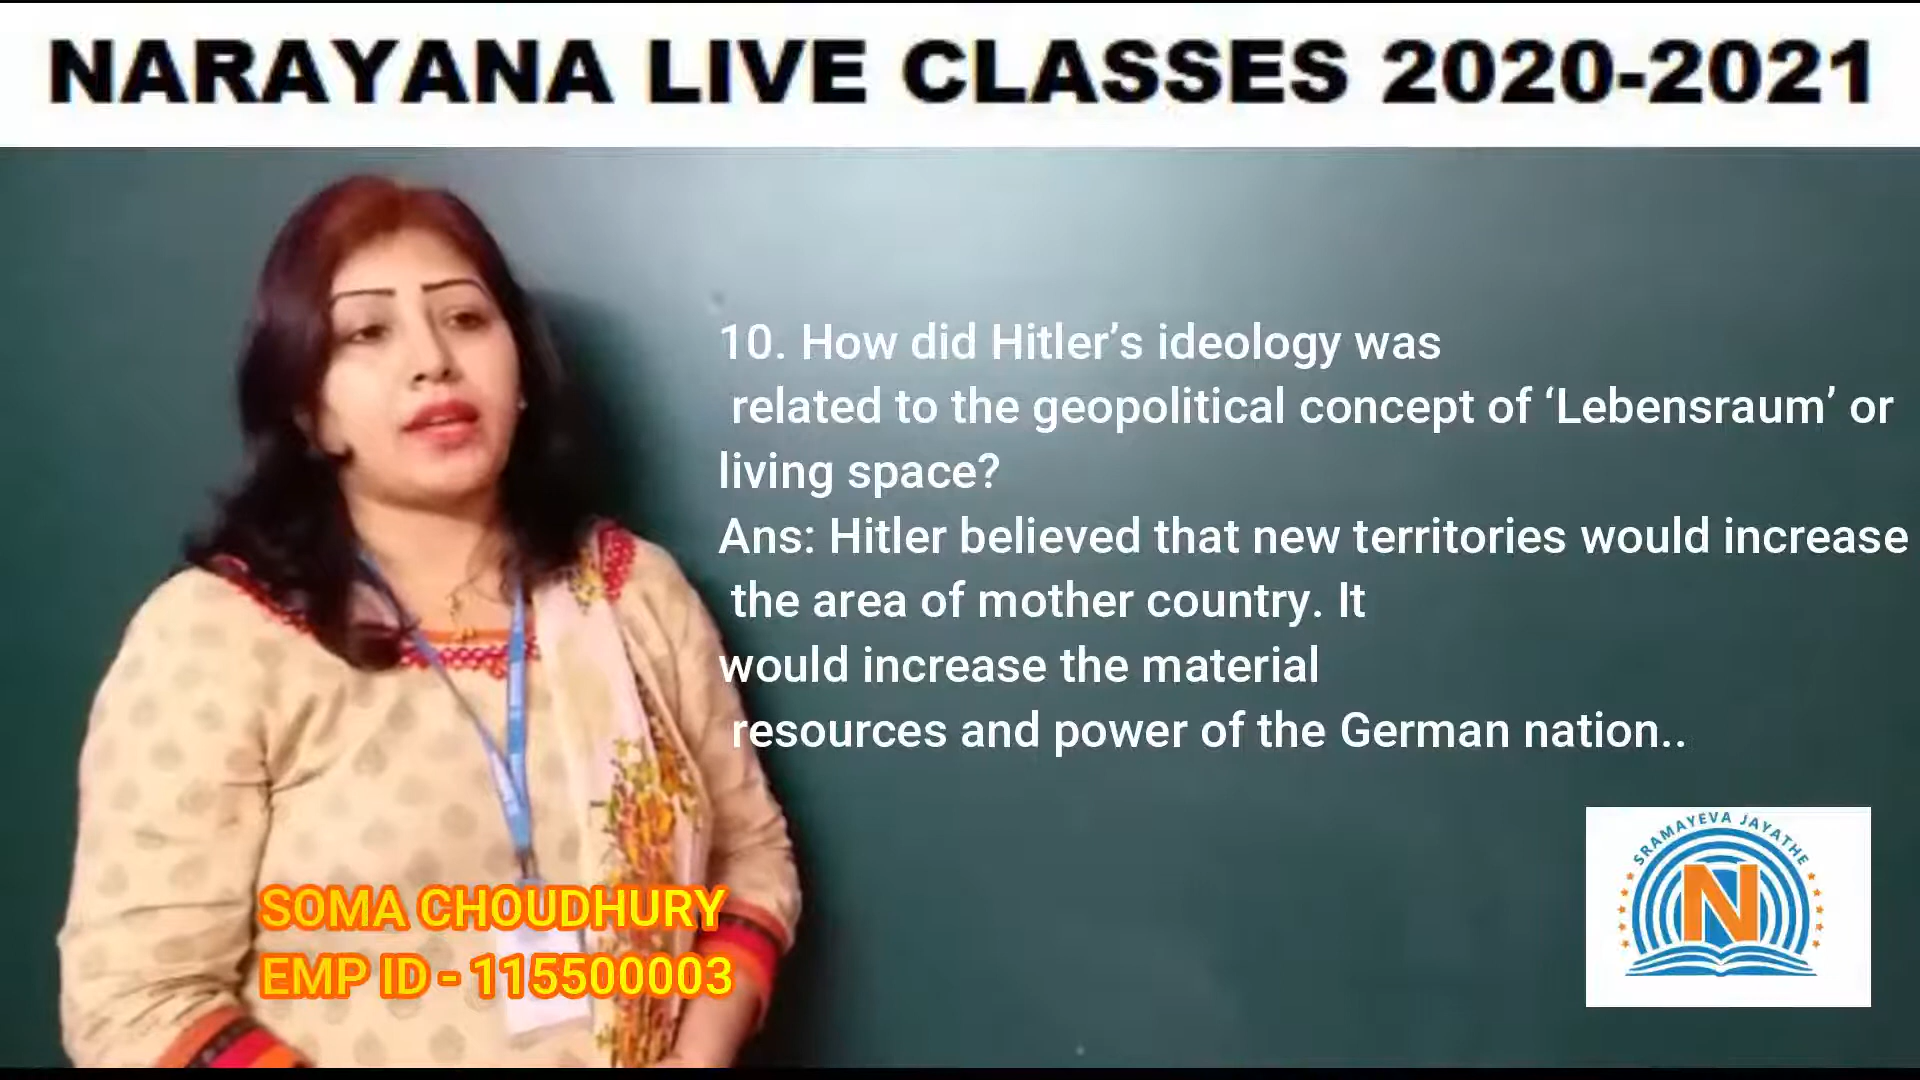 NARAYANA LIVE CLASSES 2020-2021
10. How did Hitler’s ideology was
related to the geopolitical concept of ‘Lebensraum’ or
living space?
Ans: Hitler believed that new territories would increase
the area of mother country. It
would increase the material
resources and power of the German nation..
SRAMAYEVA JAYATHE
N
SOMA CHOUDHURY
EMP ID - 115500003